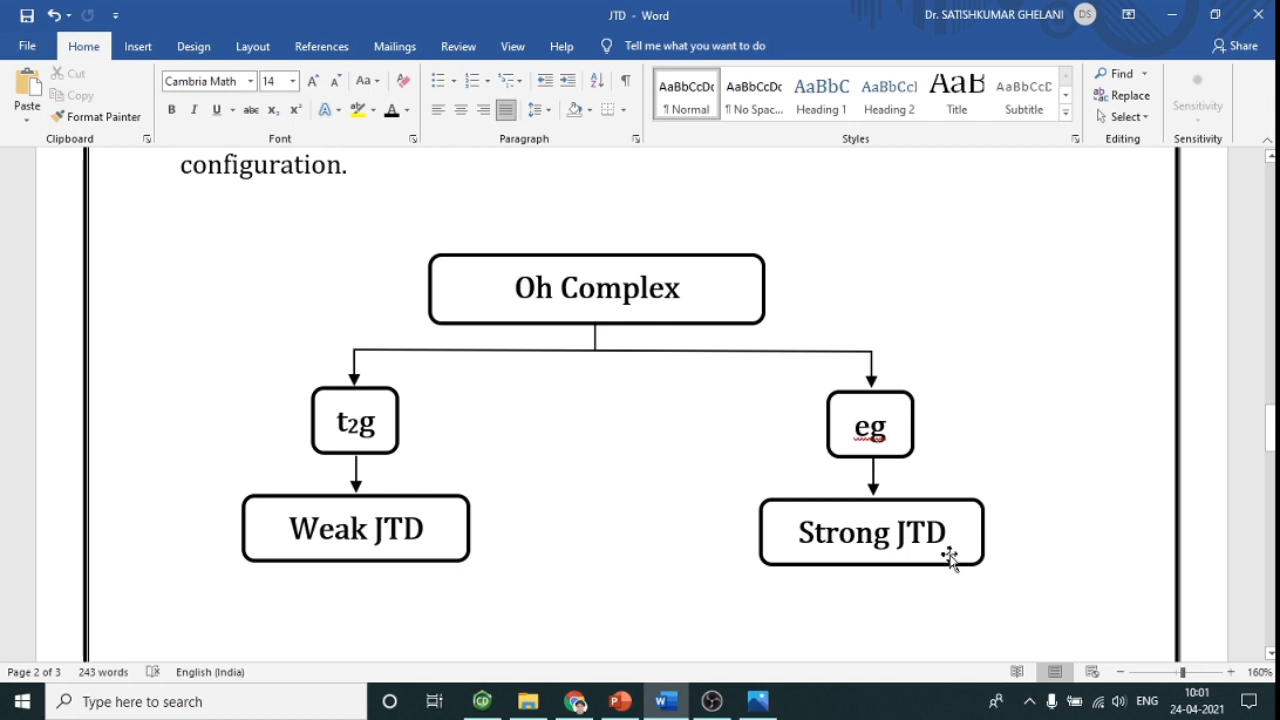 JTD - Word
Dr. SATISHKUMAR GHELANI
DS
File
Home
Insert
Design
Layout
References
Mailings
Review
View
Help
Tell me what you want to do
Share
Paste
Cut
Copy
Format Painter
Clipboard
Cambria Math
14
Font
Paragraph
AaBbCcDc
¶ Normal
AaBbCcDc
¶ No Spac...
AaBbC
Heading 1
AaBbCcl
Heading 2
AaB
Title
AaBbCcC
Subtitle
Styles
Find
Replace
Select
Editing
Sensitivity
Sensitivity
configuration.
Oh Complex
t₂g
eg
Weak JTD
Strong JTD
Page 2 of 3
243 words
English (India)
160%
Type here to search
ENG
10:01
24-04-2021